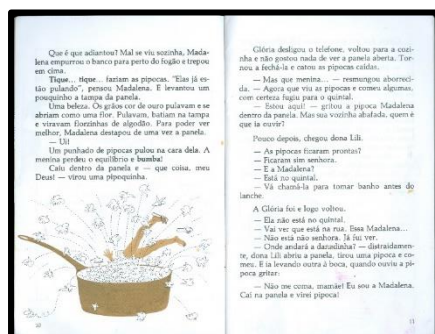 Que é que adiantou? Mal se viu sozinha, Mada-
lena empurrou o banco para perto do fogão e trepou
em cima.
Tique... tique... faziam as pipocas. "Elas já es-
tão pulando", pensou Madalena. E levantou um
pouquinho a tampa da panela.
Uma beleza. Os grãos cor de ouro pulavam e se
abriam como uma flor. Pulavam, batiam na tampa
e viravam florzinhas de algodão. Para poder ver
melhor, Madalena destapou de uma vez a panela.
— Ui!
Um punhado de pipocas pulou na cara dela. A
menina perdeu o equilíbrio e bumba!
Caiu dentro da panela e — que coisa, meu
Deus! — virou uma pipoquinha.
10
Glória desligou o telefone, voltou para a cozi-
nha e não gostou nada de ver a panela aberta. Tor-
nou a fechá-la e catou as pipocas caídas.
— Mas que menina... — resmungou aborreci-
da. — Agora que viu as pipocas e comeu algumas,
com certeza fugiu para o quintal.
— Estou aqui! — gritou a pipoca Madalena
dentro da panela. Mas sua vozinha abafada, quem é
que ia ouvir?
Pouco depois, chegou dona Lili.
— As pipocas ficaram prontas?
— Ficaram sim senhora.
— E a Madalena?
— Está no quintal.
— Vá chamá-la para tomar banho antes do
lanche.
A Glória foi e logo voltou.
— Ela não está no quintal.
— Vai ver que está na rua. Essa Madalena...
— Não está não senhora. Já fui ver.
— Onde andará a danadinha? — distraidamen-
te, dona Lili abriu a panela, tirou uma pipoca e co-
meu. E ia levando outra à boca, quando ouviu a pi-
poca gritar:
— Não me coma, mamãe! Eu sou a Madalena.
Caí na panela e virei pipoca!
11